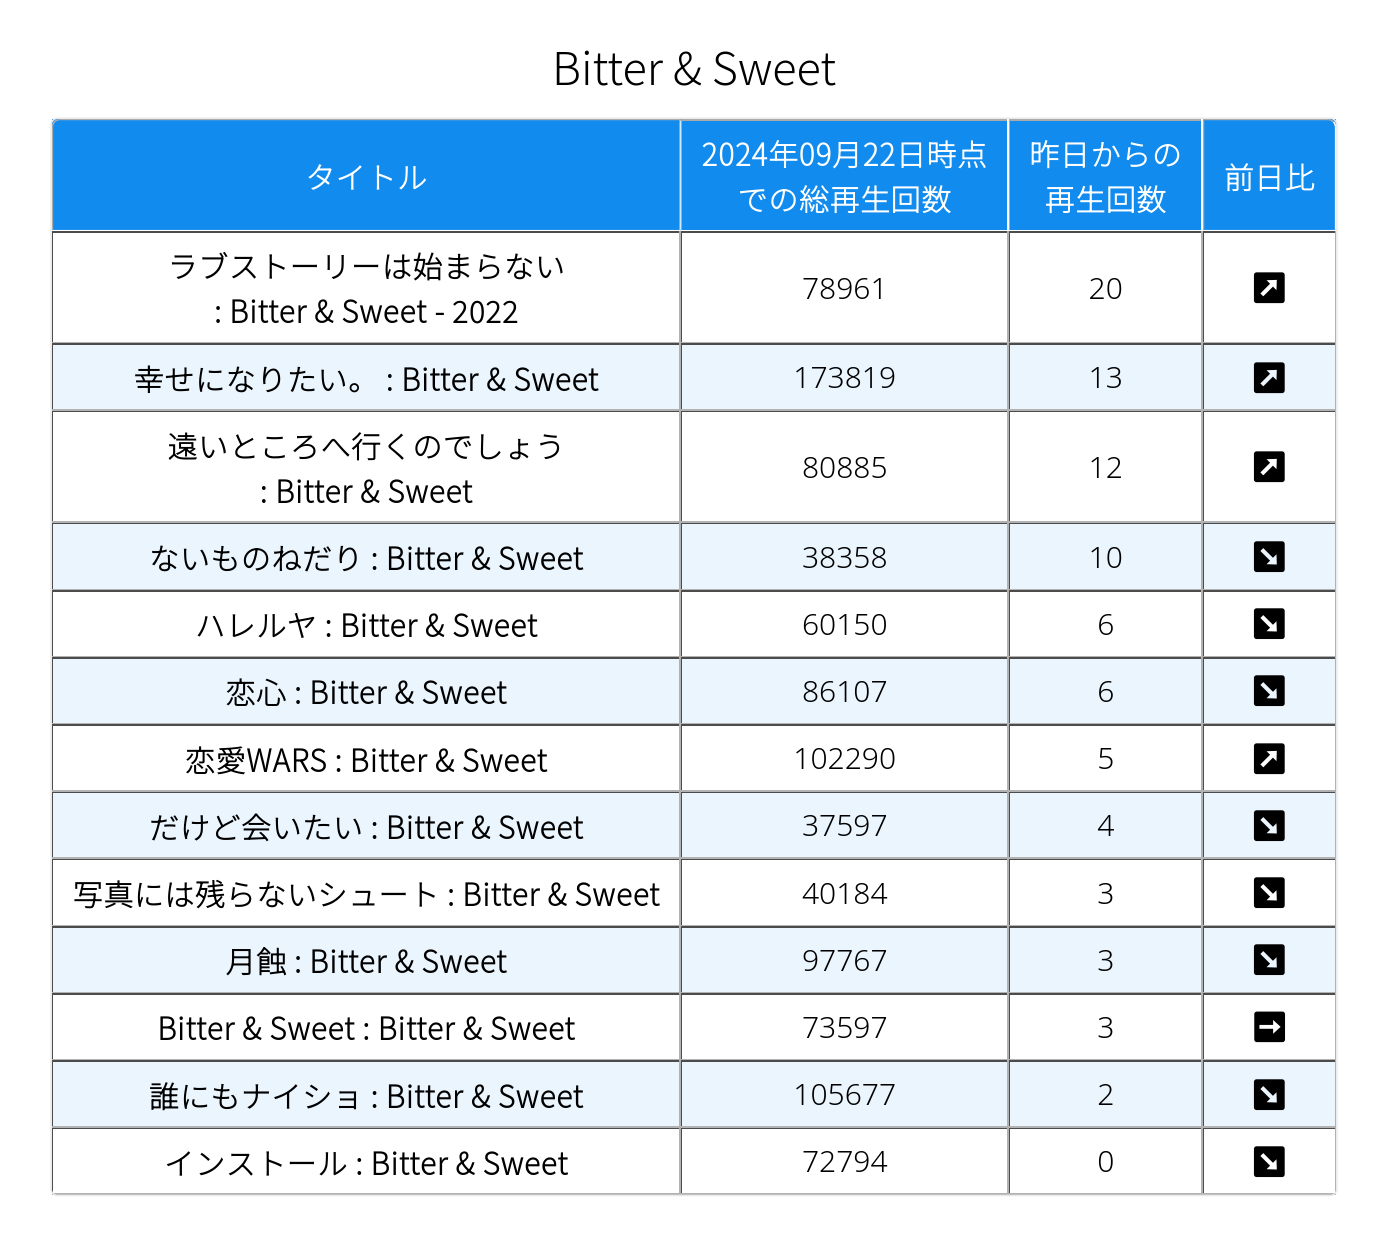 Bitter & Sweet
タイトル
2024年09月22日時点
での総再生回数
昨日からの
再生回数
前日比
ラブストーリーは始まらない
: Bitter & Sweet - 2022
78961
20
幸せになりたい。 : Bitter & Sweet
173819
13
遠いところへ行くのでしょう
: Bitter & Sweet
80885
12
ないものねだり : Bitter & Sweet
38358
10
ハレルヤ : Bitter & Sweet
60150
6
恋心 : Bitter & Sweet
86107
6
恋愛WARS : Bitter & Sweet
102290
5
だけど会いたい : Bitter & Sweet
37597
4
写真には残らないシュート : Bitter & Sweet
40184
3
月蝕 : Bitter & Sweet
97767
3
Bitter & Sweet : Bitter & Sweet
73597
3
誰にもナイショ : Bitter & Sweet
105677
2
インストール : Bitter & Sweet
72794
0